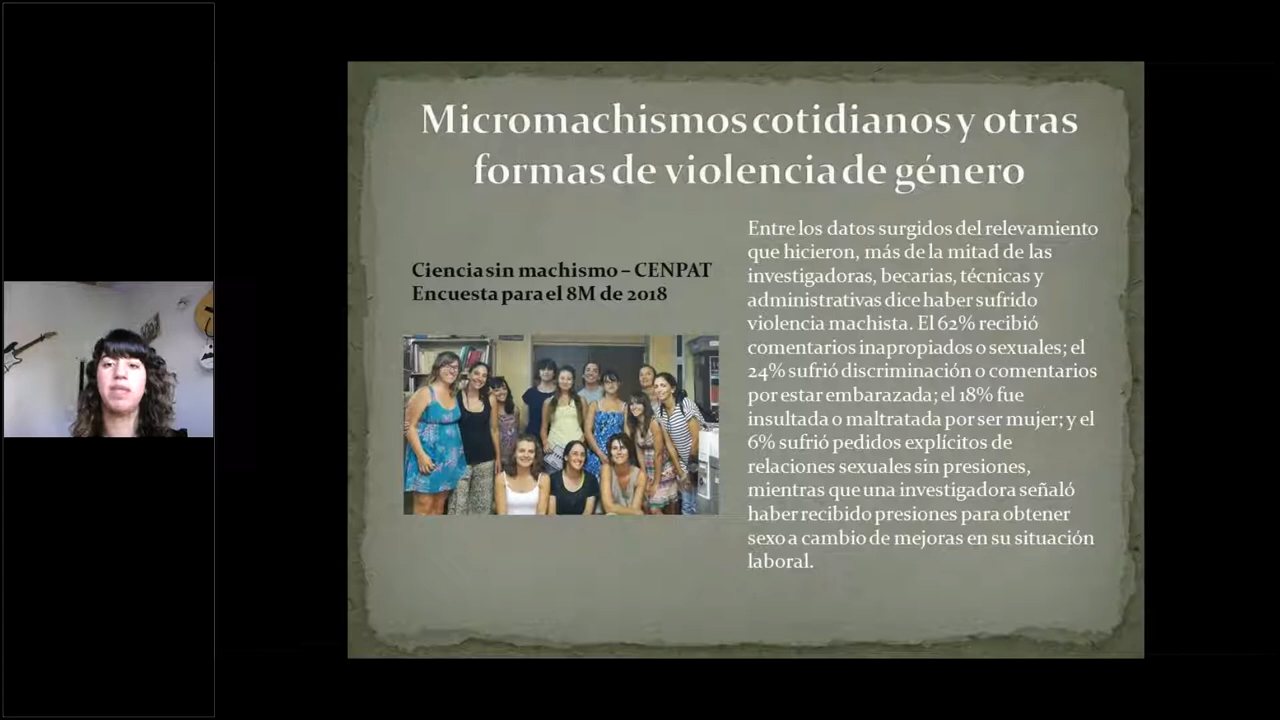 Micromachismos cotidianos y otras
formas de violencia de género
Ciencia sin machismo – CENPAT
Encuesta para el 8M de 2018
Entre los datos surgidos del relevamiento
que hicieron, más de la mitad de las
investigadoras, becarias, técnicas y
administrativas dice haber sufrido
violencia machista. El 62% recibió
comentarios inapropiados o sexuales; el
24% sufrió discriminación o comentarios
por estar embarazada; el 18% fue
insultada o maltratada por ser mujer; y el
6% sufrió pedidos explícitos de
relaciones sexuales sin presiones,
mientras que una investigadora señaló
haber recibido presiones para obtener
sexo a cambio de mejoras en su situación
laboral.